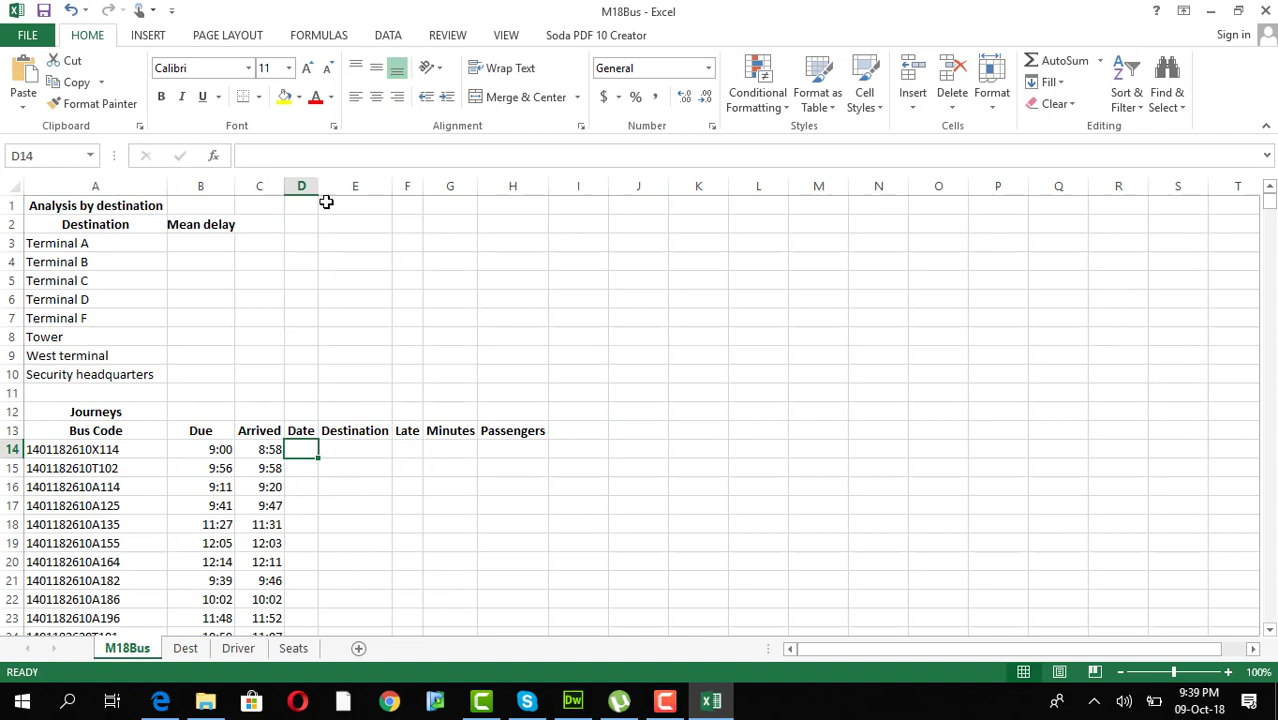 M18Bus - Excel
FILE HOME INSERT PAGE LAYOUT FORMULAS DATA REVIEW VIEW Soda PDF 10 Creator Sign in
Paste Cut Copy Format Painter Clipboard
Calibri 11 B I U A Font
Wrap Text Merge & Center Alignment
General $ % , Number
Conditional Formatting Format as Table Cell Styles Styles
Insert Delete Format Cells
AutoSum Fill Clear Sort & Filter Find & Select Editing
D14 fx
A B C D E F G H I J K L M N O P Q R S T
1 Analysis by destination
2 Destination Mean delay
3 Terminal A
4 Terminal B
5 Terminal C
6 Terminal D
7 Terminal F
8 Tower
9 West terminal
10 Security headquarters
11
12 Journeys
13 Bus Code Due Arrived Date Destination Late Minutes Passengers
14 1401182610X114 9:00 8:58
15 1401182610T102 9:56 9:58
16 1401182610A114 9:11 9:20
17 1401182610A125 9:41 9:47
18 1401182610A135 11:27 11:31
19 1401182610A155 12:05 12:03
20 1401182610A164 12:14 12:11
21 1401182610A182 9:39 9:46
22 1401182610A186 10:02 10:02
23 1401182610A196 11:48 11:52
M18Bus Dest Driver Seats
READY 100%
9:39 PM
09-Oct-18